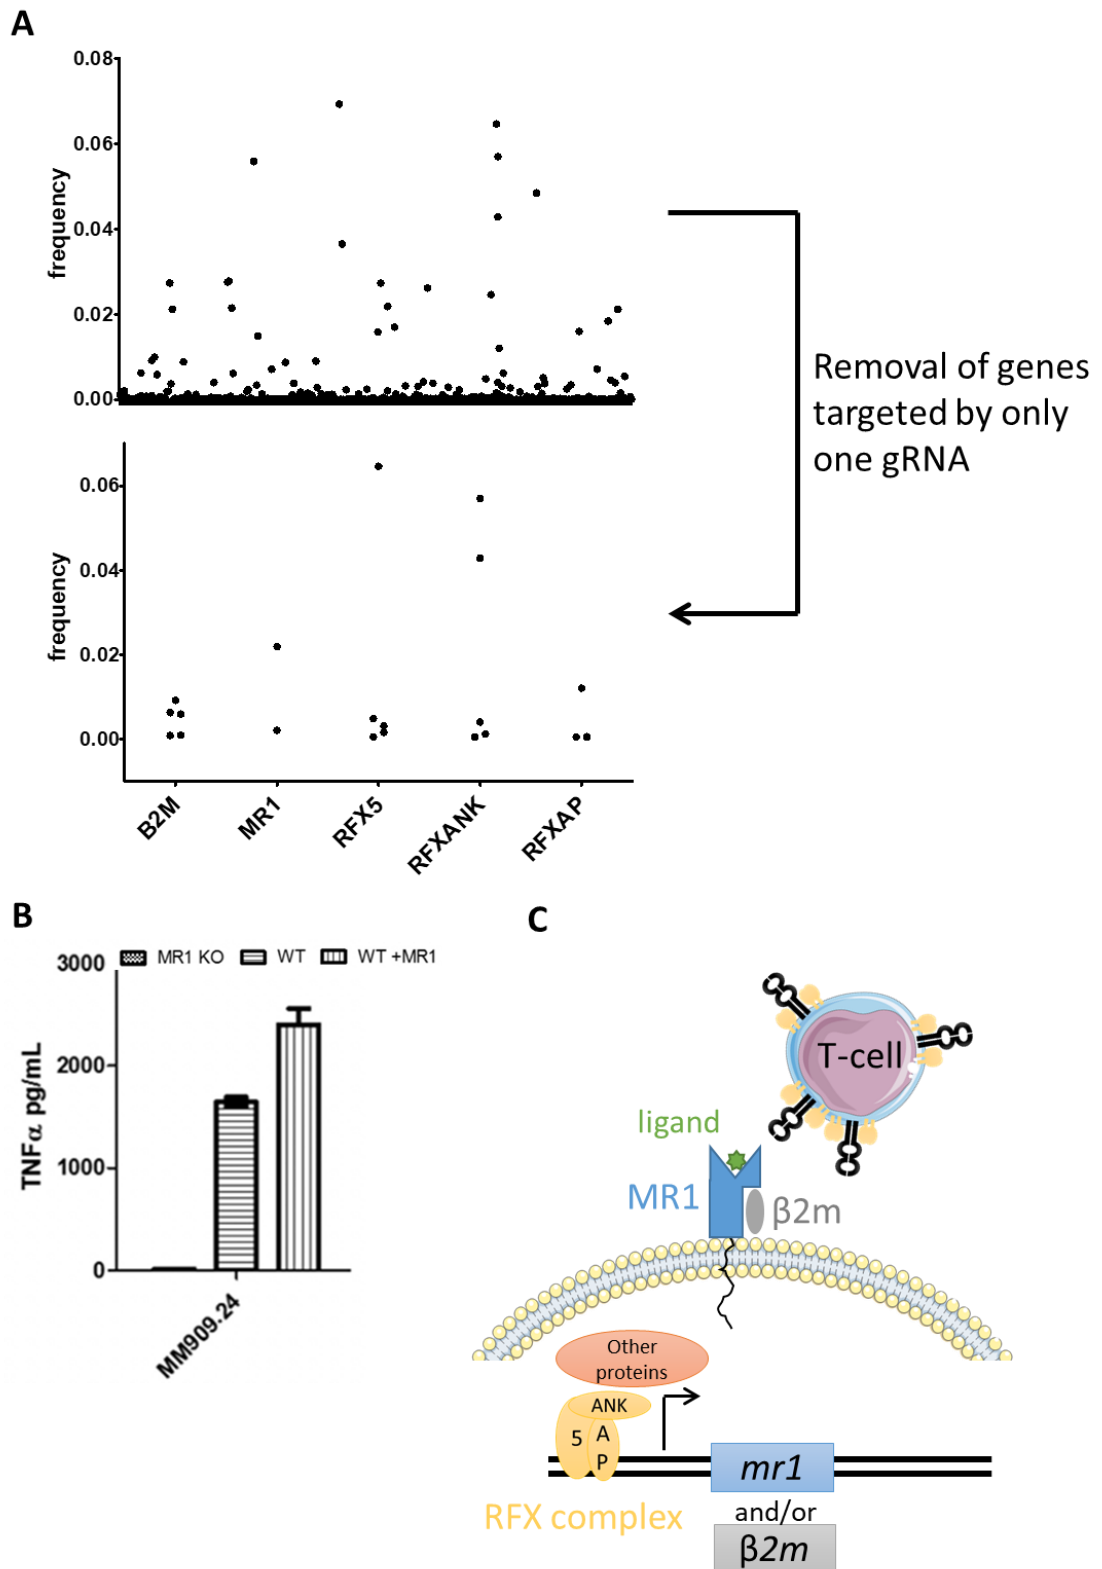 A
0.08
0.06
0.04
0.02
0.00
frequency
Removal of genes
targeted by only
one gRNA
0.06
0.04
0.02
0.00
frequency
B2M
MR1
RFX5
RFXANK
RFXAP
B
MR1 KO
WT
WT +MR1
3000
2000
1000
0
TNFα pg/mL
MM909.24
C
T-cell
ligand
MR1
β2m
Other
proteins
ANK
5
A
P
mr1
RFX complex
and/or
β2m